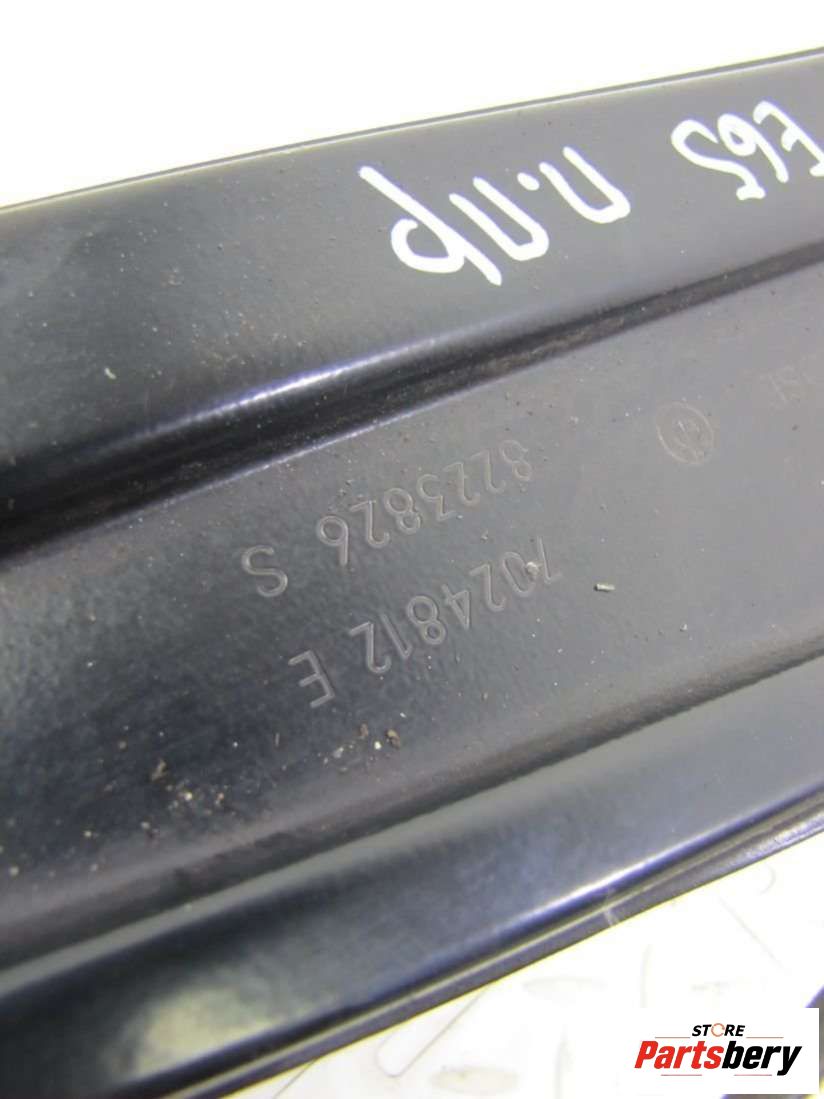 7024812 E
8223826 S
E65 п.пр
STORE
Partsbery